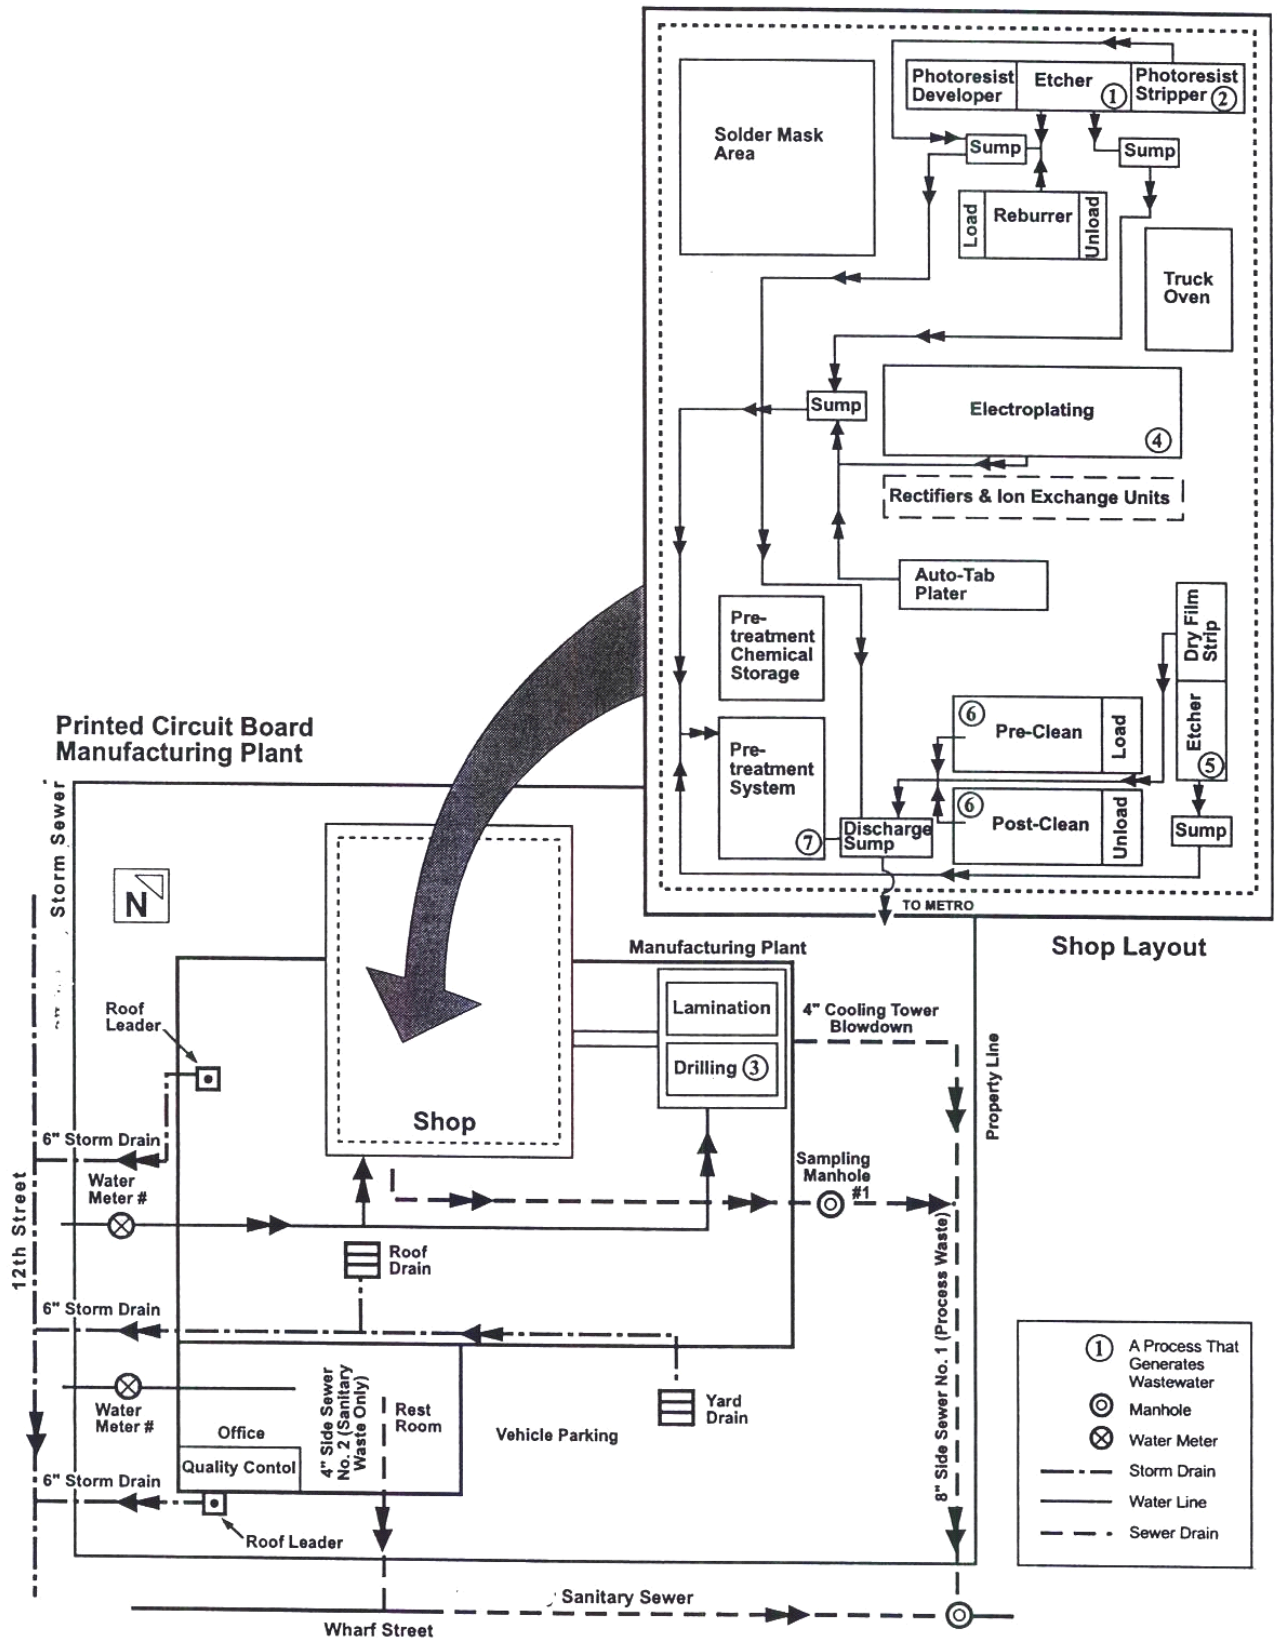 Photoresist
Developer
Etcher
1
Photoresist
Stripper
2
Solder Mask
Area
Sump
Sump
Load
Reburrer
Unload
Truck
Oven
Sump
Electroplating
4
Rectifiers & Ion Exchange Units
Auto-Tab
Plater
Pre-
treatment
Chemical
Storage
Dry Film
Strip
Etcher
5
6
Pre-Clean
Load
Pre-
treatment
System
7
Discharge
Sump
6
Post-Clean
Unload
Sump
TO METRO
Shop Layout
Printed Circuit Board
Manufacturing Plant
Storm Sewer
N
Manufacturing Plant
Lamination
Drilling
3
4" Cooling Tower
Blowdown
Property Line
Roof
Leader
Shop
6" Storm Drain
Water
Meter #
Sampling
Manhole
#1
12th Street
Roof
Drain
6" Storm Drain
8" Side Sewer No. 1 (Process Waste)
Water
Meter #
Office
Quality Contol
4" Side Sewer
No. 2 (Sanitary
Waste Only)
Rest
Room
Vehicle Parking
Yard
Drain
6" Storm Drain
Roof Leader
1
A Process That
Generates
Wastewater
Manhole
Water Meter
Storm Drain
Water Line
Sewer Drain
Sanitary Sewer
Wharf Street